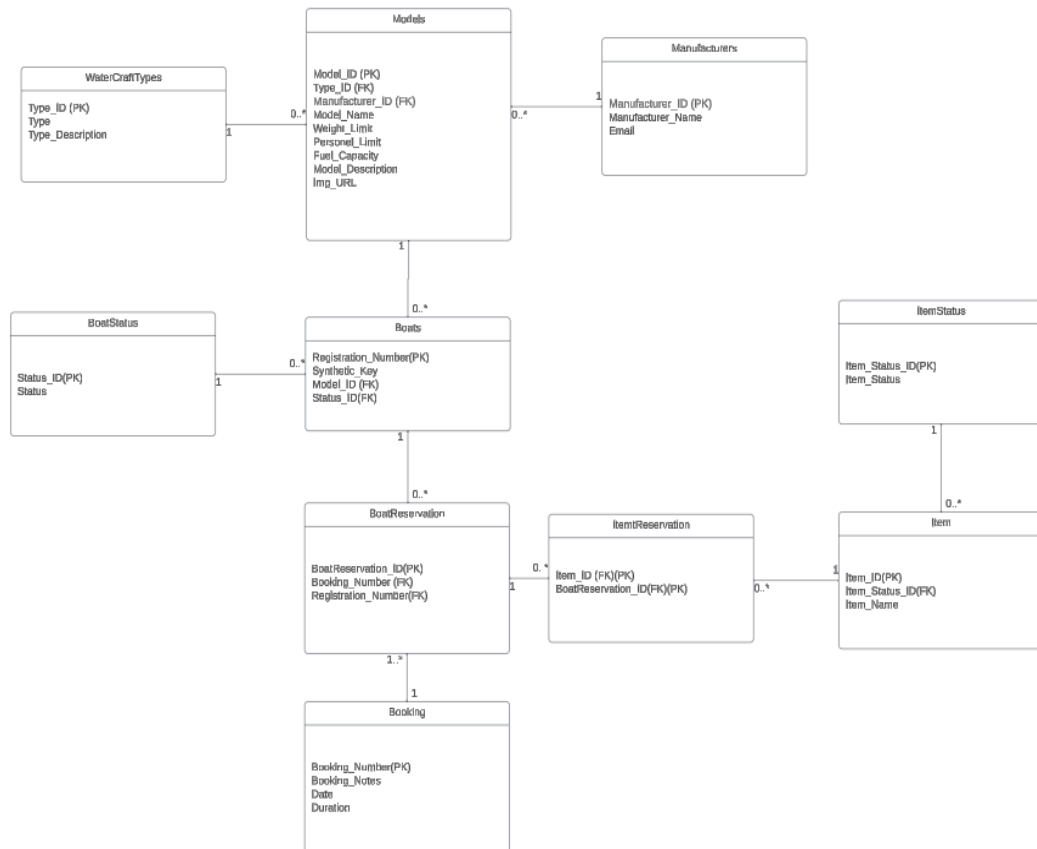 Models
Model_ID (PK)
Type_ID (FK)
Manufacturer_ID (FK)
Model_Name
Weight_Limit
Personel_Limit
Fuel_Capacity
Model_Description
Img_URL
Manufacturers
Manufacturer_ID (PK)
Manufacturer_Name
Email
WaterCraftTypes
Type_ID (PK)
Type
Type_Description
1
0..*
0..*
1
1
0..*
BoatStatus
Status_ID(PK)
Status
1
0..*
Boats
Registration_Number(PK)
Synthetic_Key
Model_ID (FK)
Status_ID(FK)
ItemStatus
Item_Status_ID(PK)
Item_Status
1
0..*
1
0..*
BoatReservation
BoatReservation_ID(PK)
Booking_Number (FK)
Registration_Number(FK)
1
0..*
ItemtReservation
Item_ID (FK)(PK)
BoatReservation_ID(FK)(PK)
0..*
1
Item
Item_ID(PK)
Item_Status_ID(FK)
Item_Name
1..*
1
Booking
Booking_Number(PK)
Booking_Notes
Date
Duration